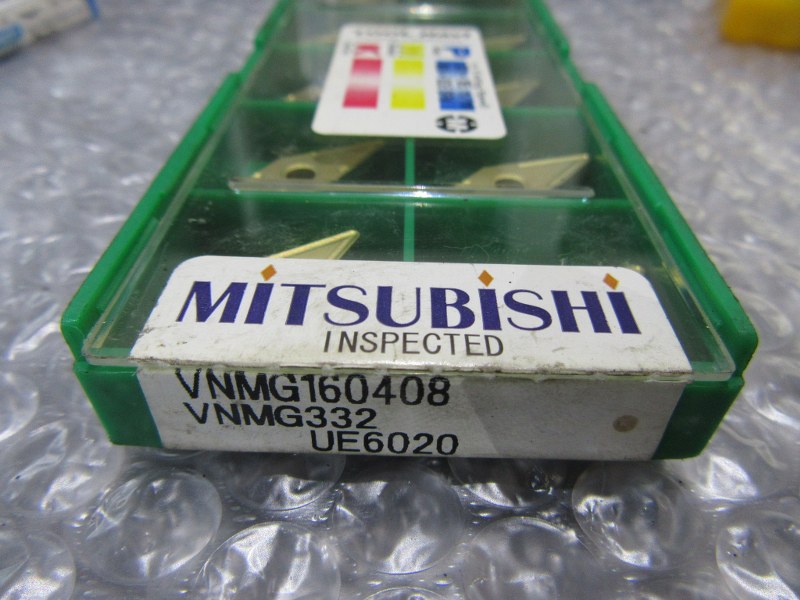 P
K
MITSUBISHI
INSPECTED
VNMG160408
VNMG332
UE6020